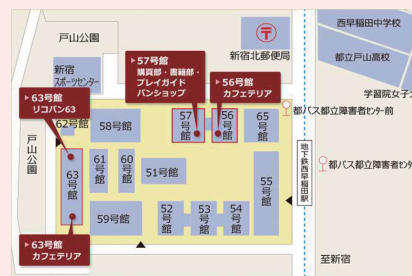 戸山公園
新宿北郵便局
西早稲田中学校
都立戸山高校
学習院女子
新宿
スポーツセンター
▶57号館
購買部・書籍部・
プレイガイド
パンショップ
▶56号館
カフェテリア
▶63号館
リコパン63
都バス都立障害者センター前
62号館
58号館
57号館
56号館
65号館
戸山公園
63号館
61号館
60号館
51号館
55号館
地下鉄西早稲田駅
都バス都立障害者センタ
59号館
52号館
53号館
54号館
▶63号館
カフェテリア
至新宿